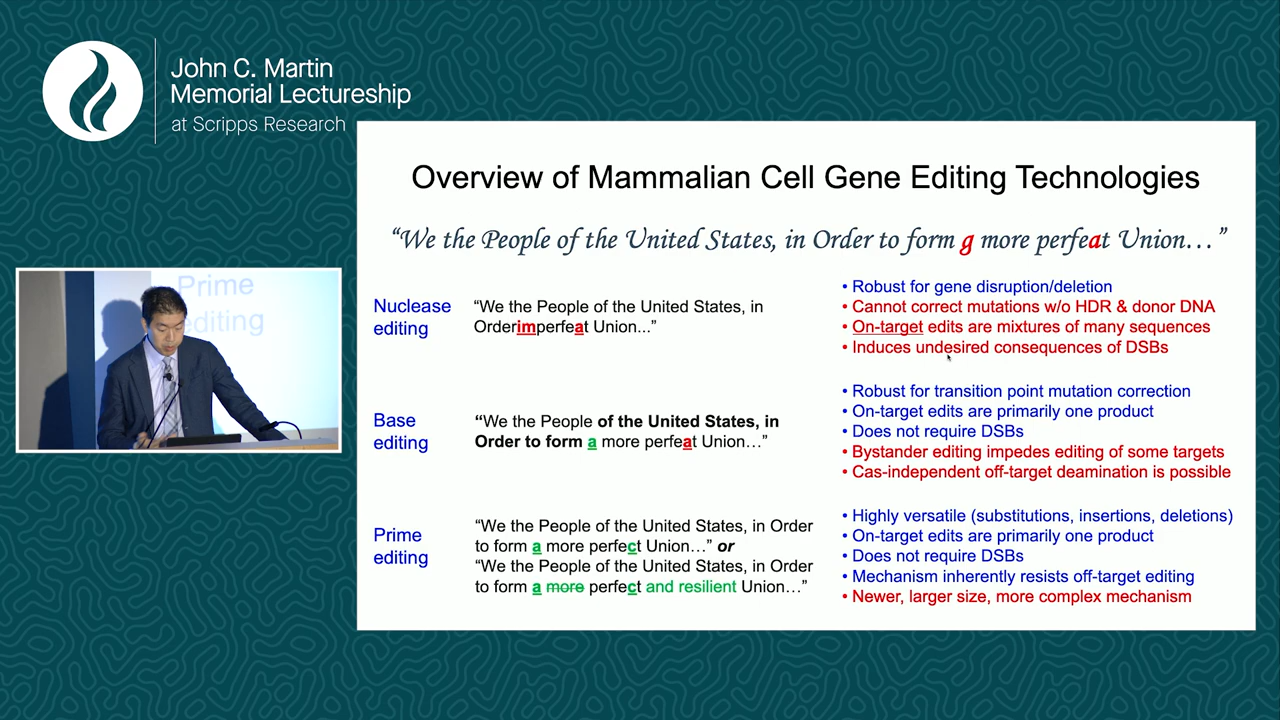 John C. Martin
Memorial Lectureship
at Scripps Research
Overview of Mammalian Cell Gene Editing Technologies
“We the People of the United States, in Order to form g more perfeat Union…”
Nuclease
editing
“We the People of the United States, in
Orderimperfeat Union...”
• Robust for gene disruption/deletion
• Cannot correct mutations w/o HDR & donor DNA
• On-target edits are mixtures of many sequences
• Induces undesired consequences of DSBs
Base
editing
“We the People of the United States, in
Order to form a more perfeat Union…”
• Robust for transition point mutation correction
• On-target edits are primarily one product
• Does not require DSBs
• Bystander editing impedes editing of some targets
• Cas-independent off-target deamination is possible
Prime
editing
“We the People of the United States, in Order
to form a more perfect Union…” or
“We the People of the United States, in Order
to form a more perfect and resilient Union…”
• Highly versatile (substitutions, insertions, deletions)
• On-target edits are primarily one product
• Does not require DSBs
• Mechanism inherently resists off-target editing
• Newer, larger size, more complex mechanism
Prime
editing